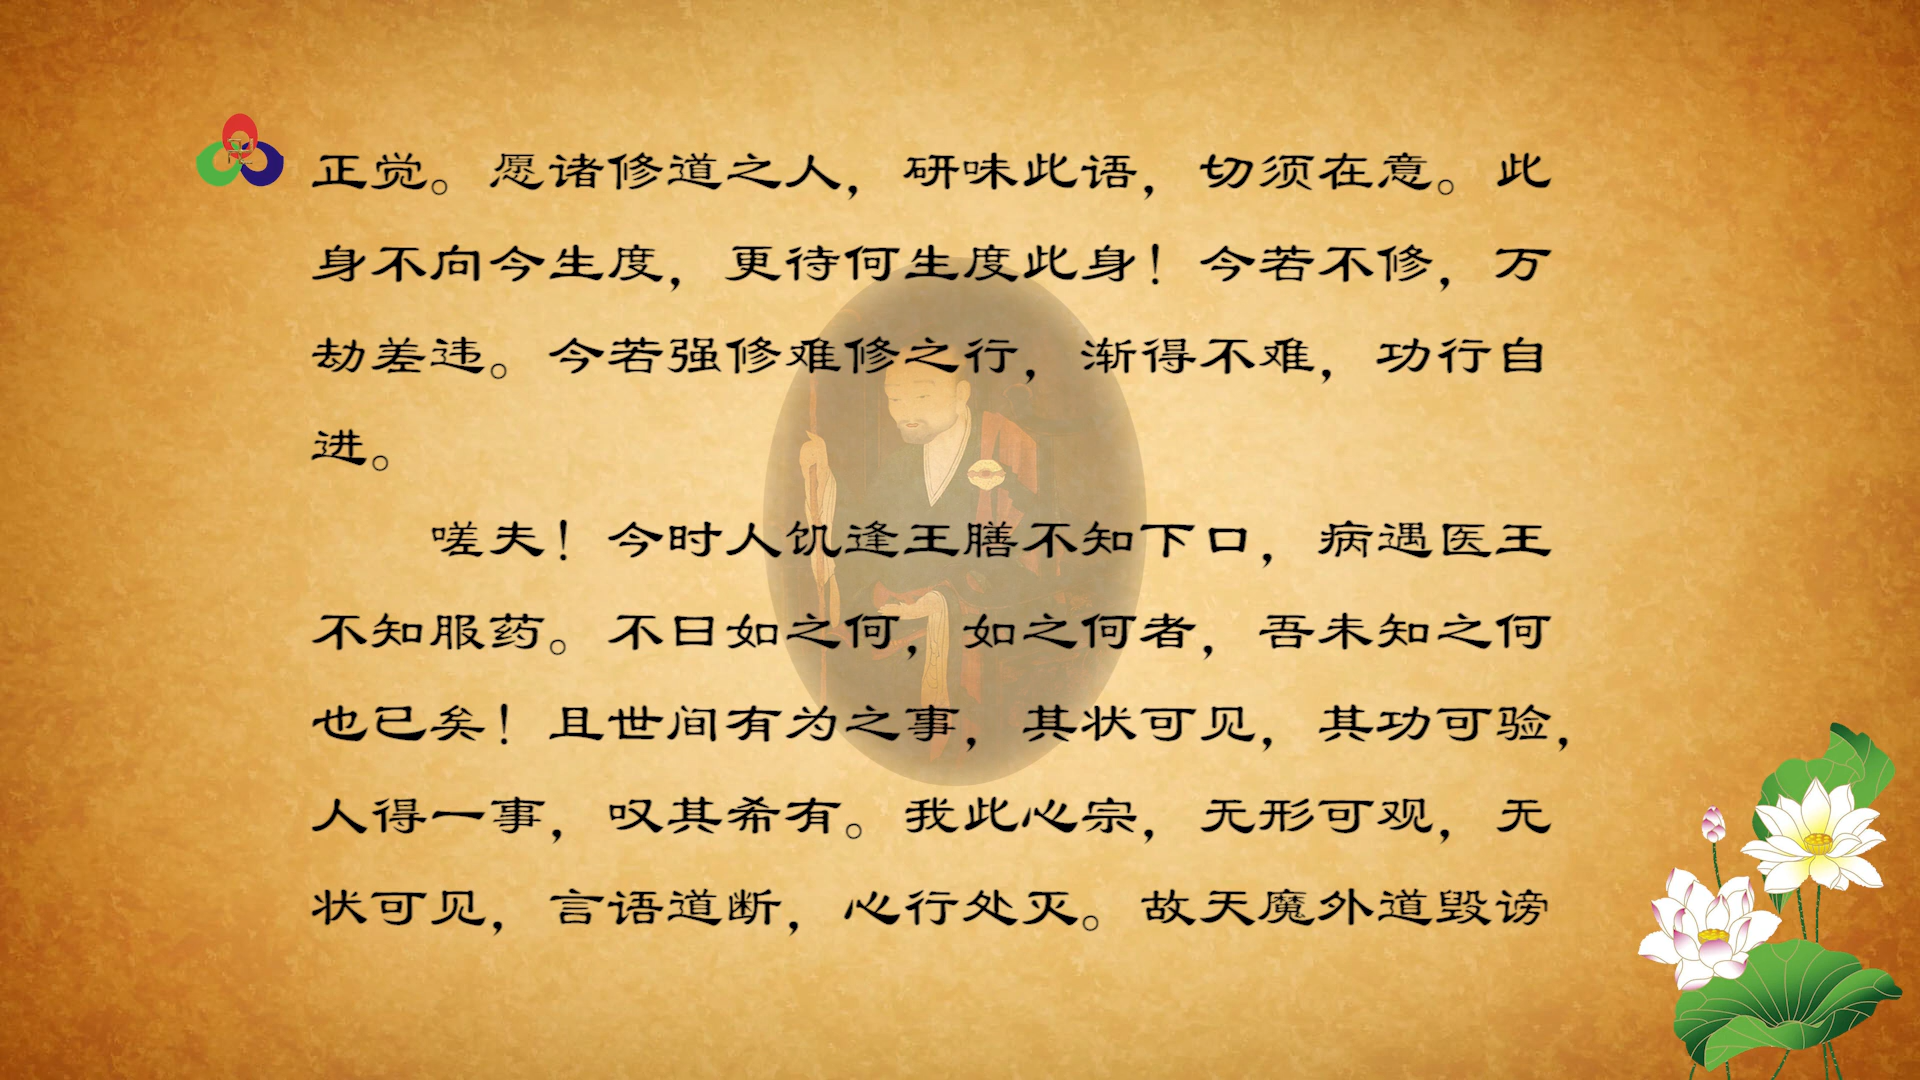 正觉。愿诸修道之人，研味此语，切须在意。此
身不向今生度，更待何生度此身！今若不修，万
劫差违。今若强修难修之行，渐得不难，功行自
进。
嗟夫！今时人饥逢王膳不知下口，病遇医王
不知服药。不曰如之何，如之何者，吾未知之何
也已矣！且世间有为之事，其状可见，其功可验，
人得一事，叹其希有。我此心宗，无形可观，无
状可见，言语道断，心行处灭。故天魔外道毁谤